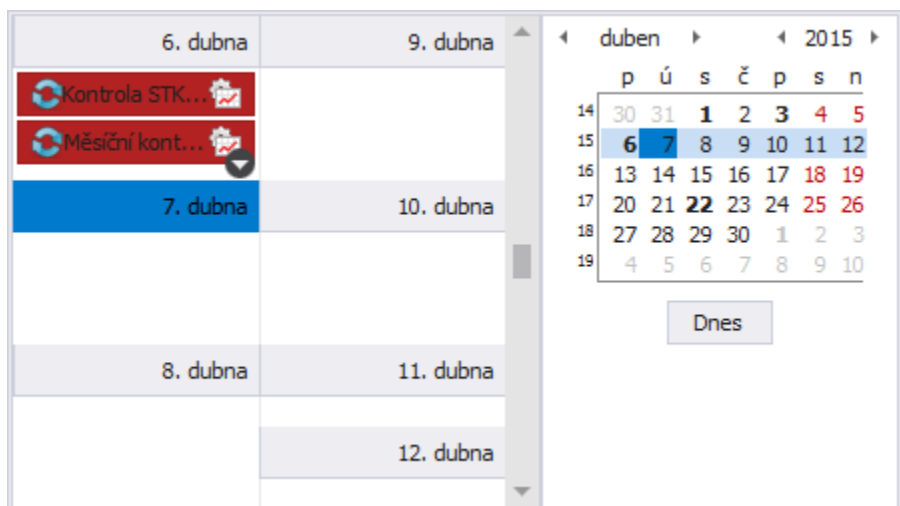 6. dubna
9. dubna
Kontrola STK...
Měsíční kont...
7. dubna
10. dubna
8. dubna
11. dubna
12. dubna
duben 2015
p ú s č p s n
14 30 31 1 2 3 4 5
15 6 7 8 9 10 11 12
16 13 14 15 16 17 18 19
17 20 21 22 23 24 25 26
18 27 28 29 30 1 2 3
19 4 5 6 7 8 9 10
Dnes